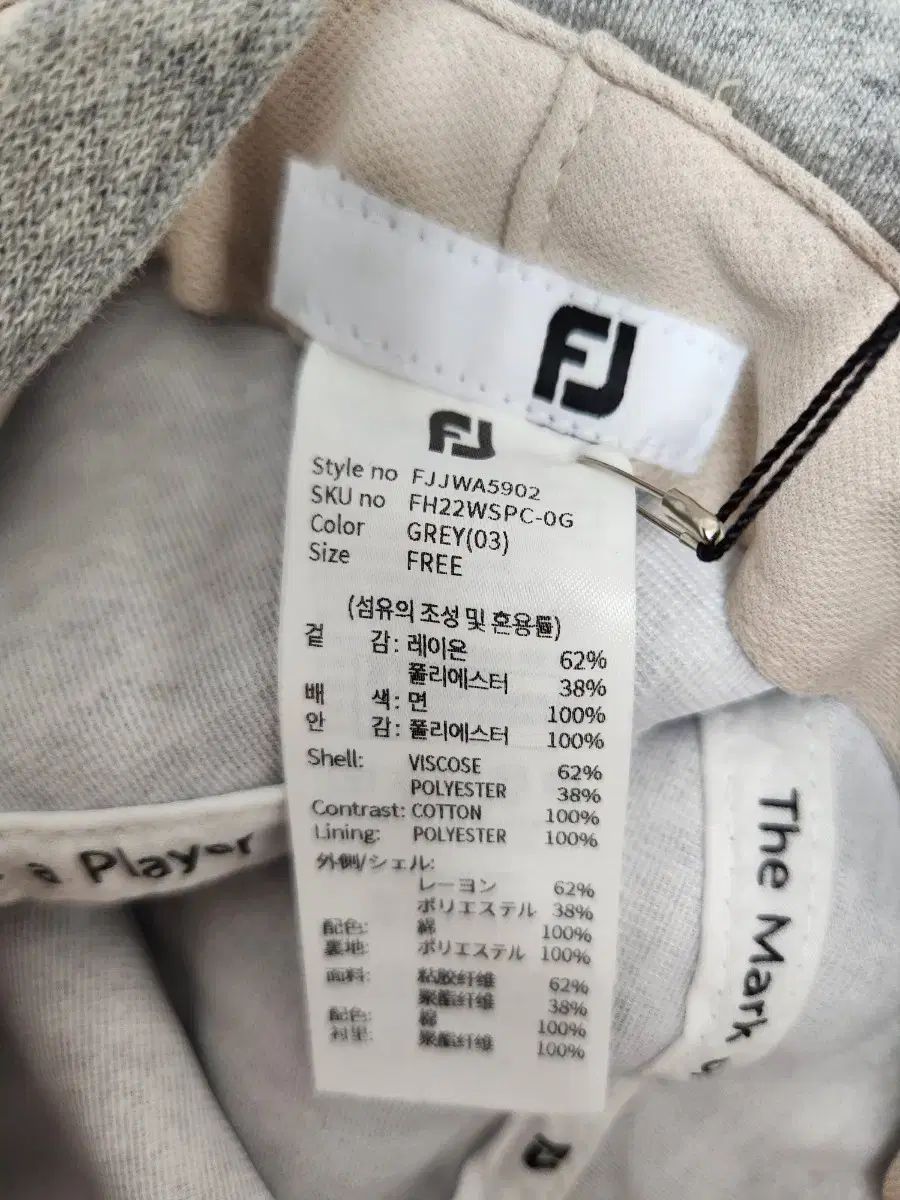 FJ
FJ
Style no FJJWA5902
SKU no FH22WSPC-0G
Color GREY(03)
Size FREE
(섬유의 조성 및 혼용률)
겉 감: 레이온 62%
폴리에스터 38%
배 색: 면 100%
안 감: 폴리에스터 100%
Shell: VISCOSE 62%
POLYESTER 38%
Contrast: COTTON 100%
Lining: POLYESTER 100%
外側/シェル:
レーヨン 62%
ポリエステル 38%
配色: 綿 100%
裏地: ポリエステル 100%
面料: 粘胶纤维 62%
聚酯纤维 38%
配色: 棉 100%
衬里: 聚酯纤维 100%
a Player
The Mark
FJ